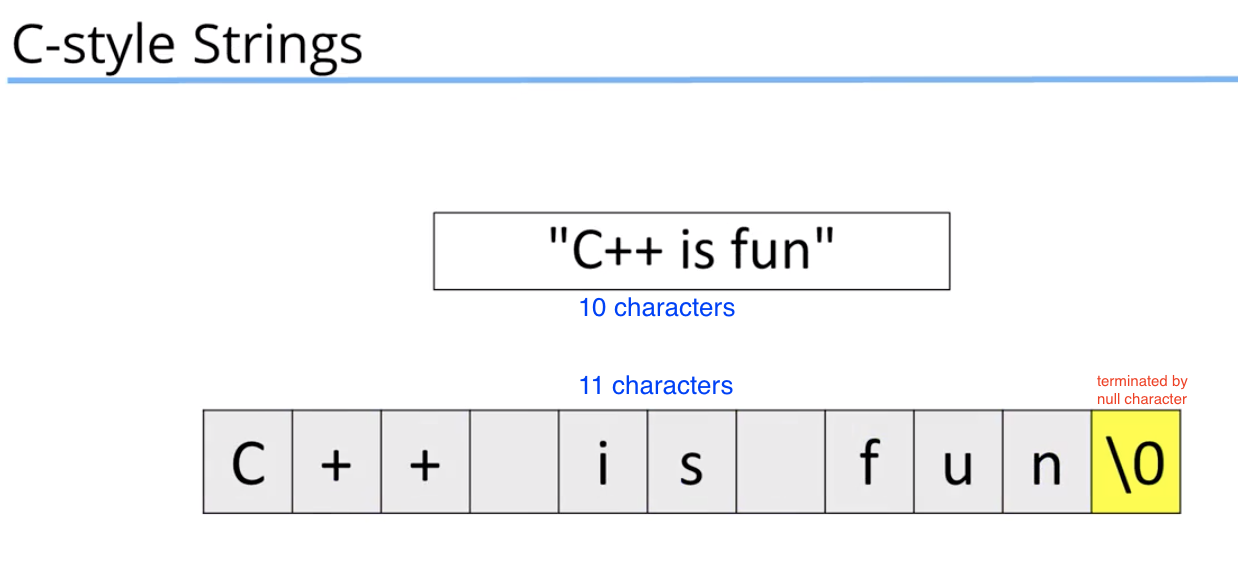 C-style Strings
"C++ is fun"
10 characters
11 characters
terminated by
null character
C + + i s f u n \0